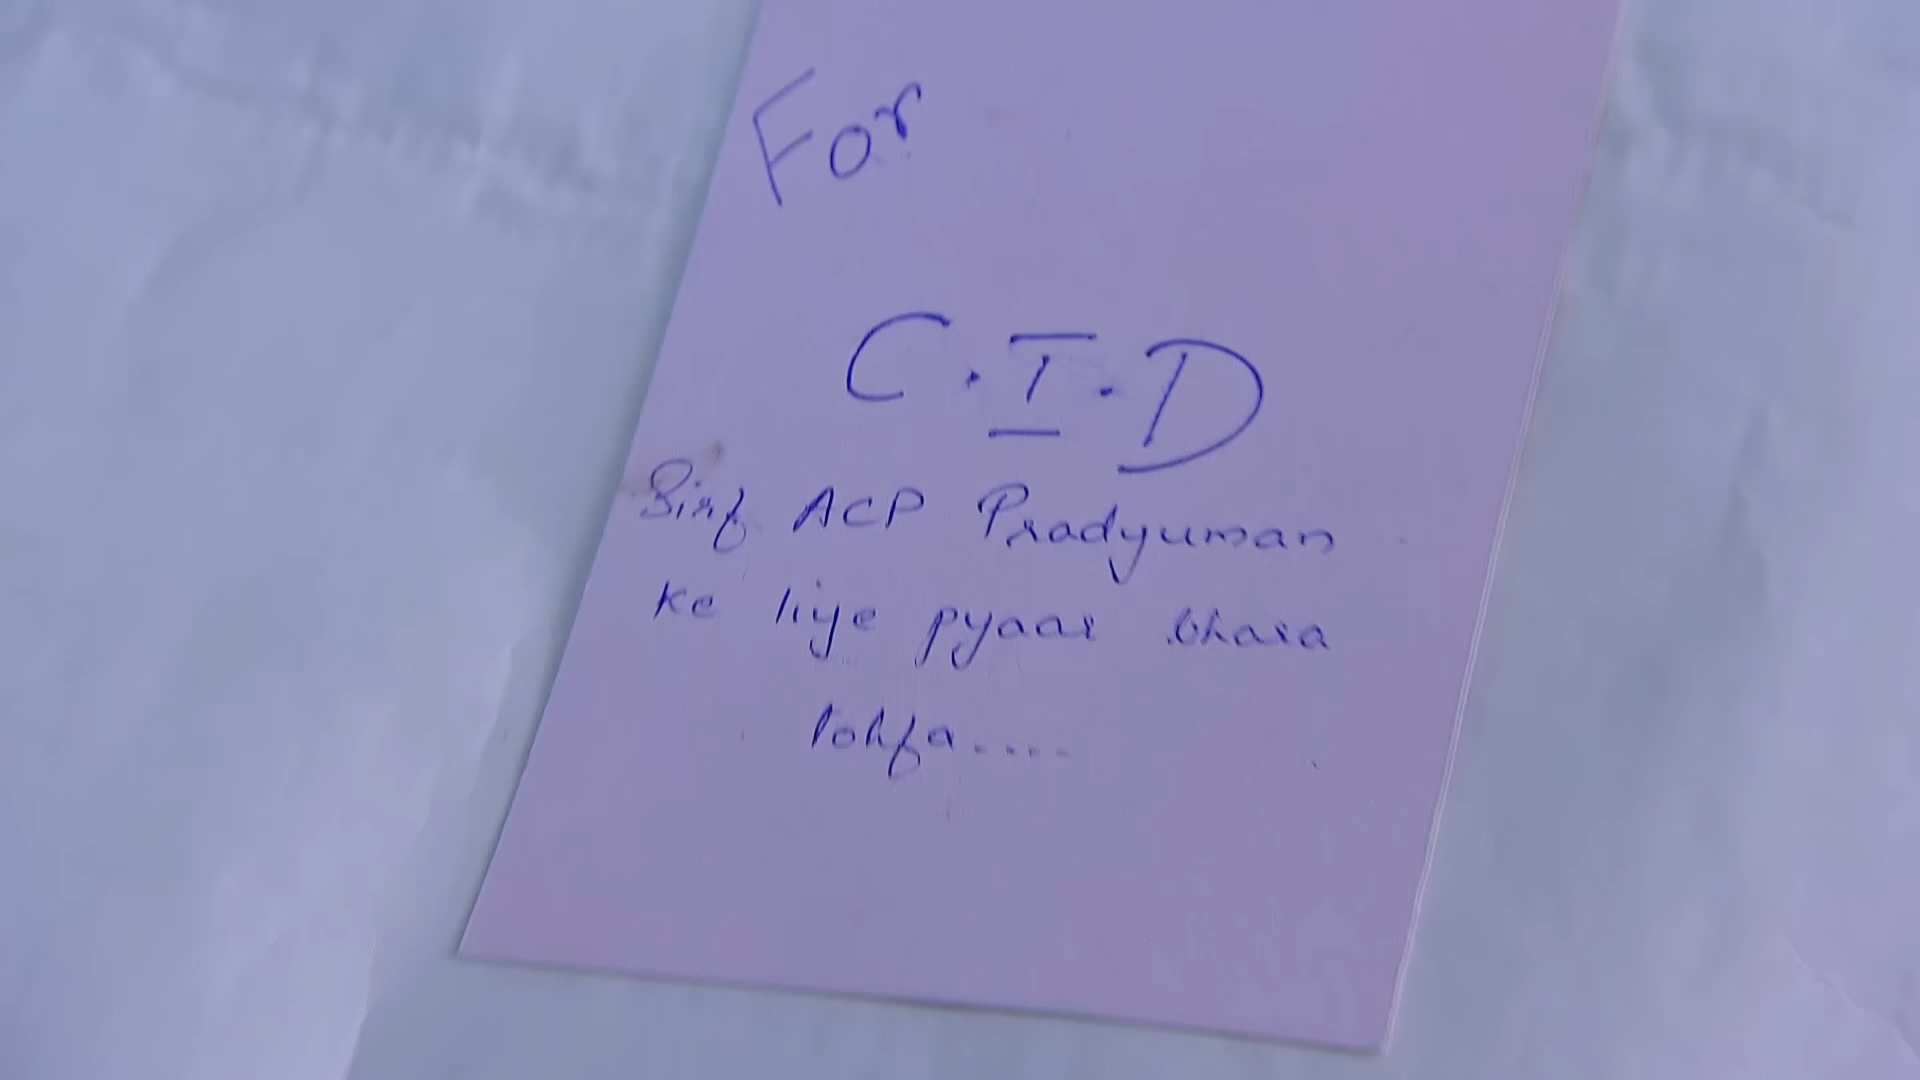 For
C.I.D
Sirf ACP Pradyuman
ke liye pyaar bhara
tohfa....